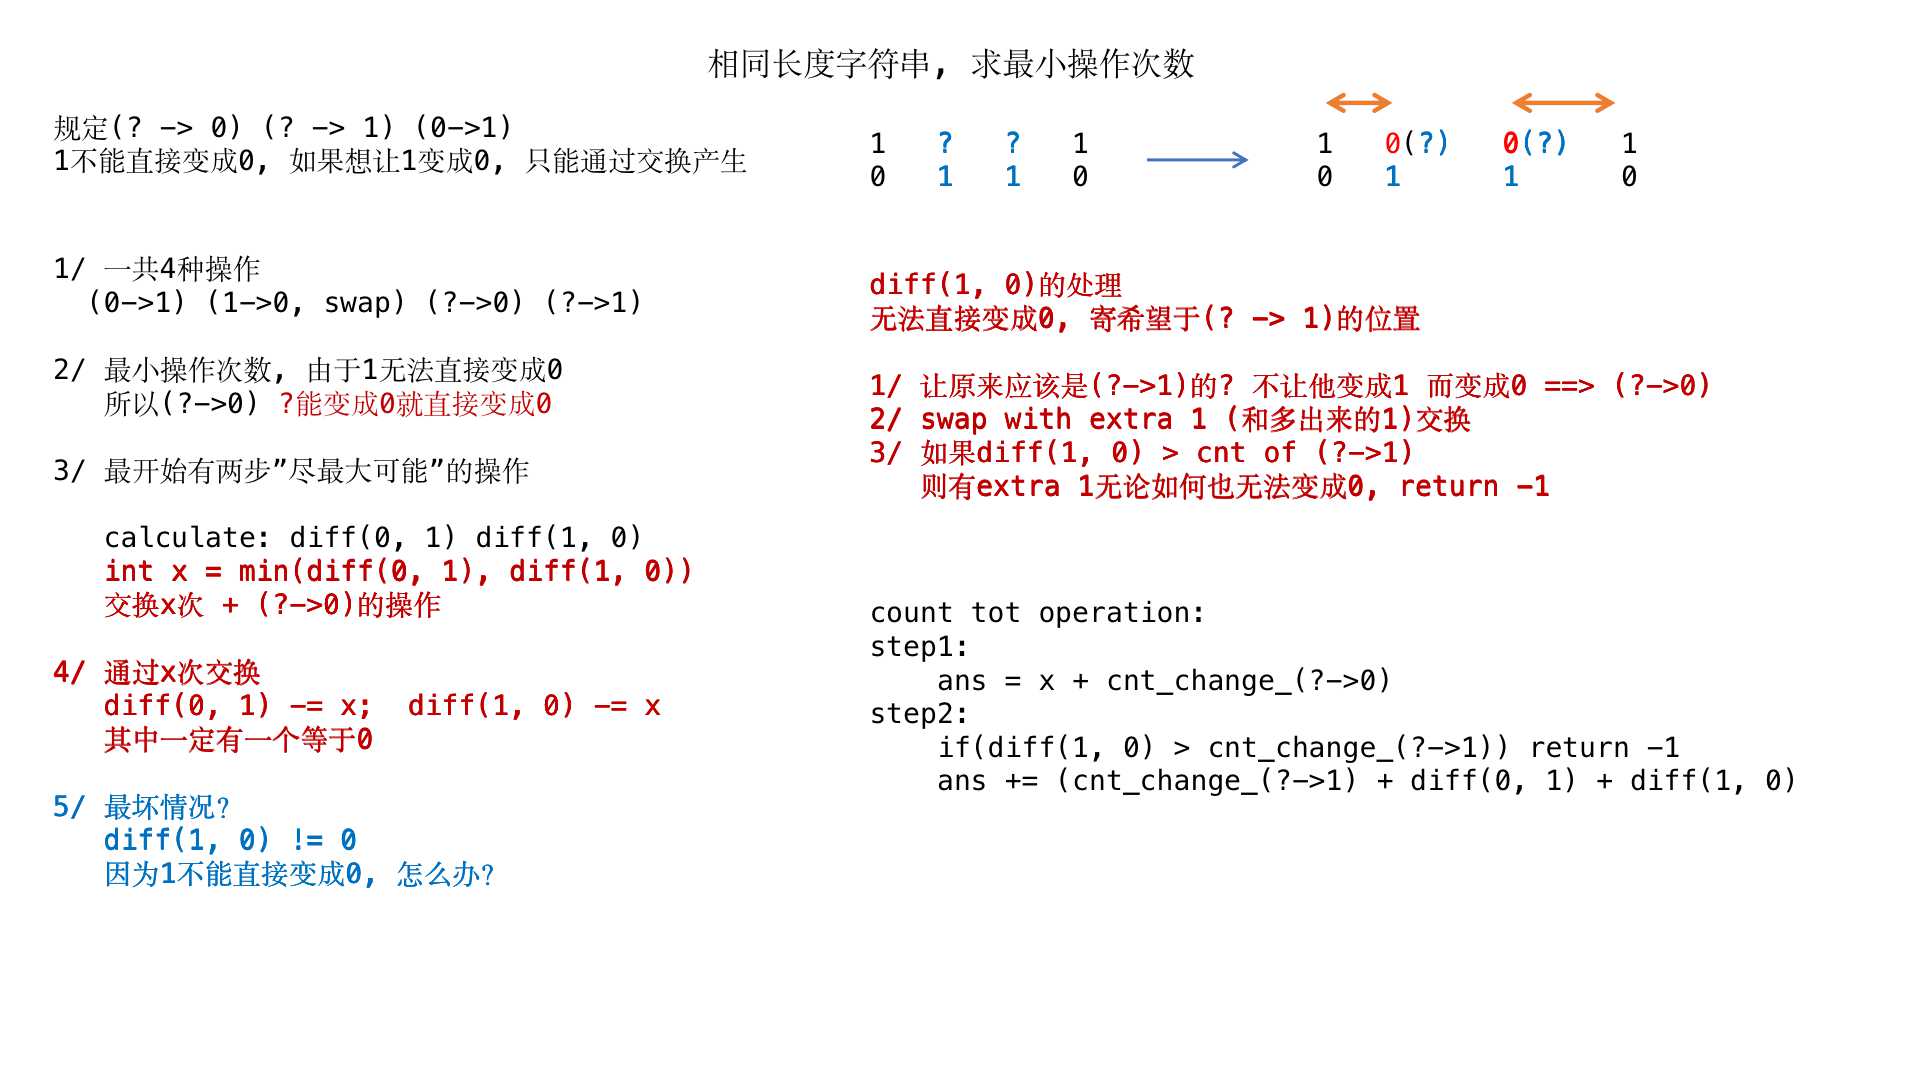 相同长度字符串, 求最小操作次数
规定(? -> 0) (? -> 1) (0->1)
1不能直接变成0, 如果想让1变成0, 只能通过交换产生
1/ 一共4种操作
(0->1) (1->0, swap) (?->0) (?->1)
2/ 最小操作次数, 由于1无法直接变成0
所以(?->0) ?能变成0就直接变成0
3/ 最开始有两步”尽最大可能”的操作
calculate: diff(0, 1) diff(1, 0)
int x = min(diff(0, 1), diff(1, 0))
交换x次 + (?->0)的操作
4/ 通过x次交换
diff(0, 1) -= x; diff(1, 0) -= x
其中一定有一个等于0
5/ 最坏情况?
diff(1, 0) != 0
因为1不能直接变成0, 怎么办?
1 ? ? 1
0 1 1 0
1 0(?) 0(?) 1
0 1 1 0
diff(1, 0)的处理
无法直接变成0, 寄希望于(? -> 1)的位置
1/ 让原来应该是(?->1)的? 不让他变成1 而变成0 ==> (?->0)
2/ swap with extra 1 (和多出来的1)交换
3/ 如果diff(1, 0) > cnt of (?->1)
则有extra 1无论如何也无法变成0, return -1
count tot operation:
step1:
ans = x + cnt_change_(?->0)
step2:
if(diff(1, 0) > cnt_change_(?->1)) return -1
ans += (cnt_change_(?->1) + diff(0, 1) + diff(1, 0)